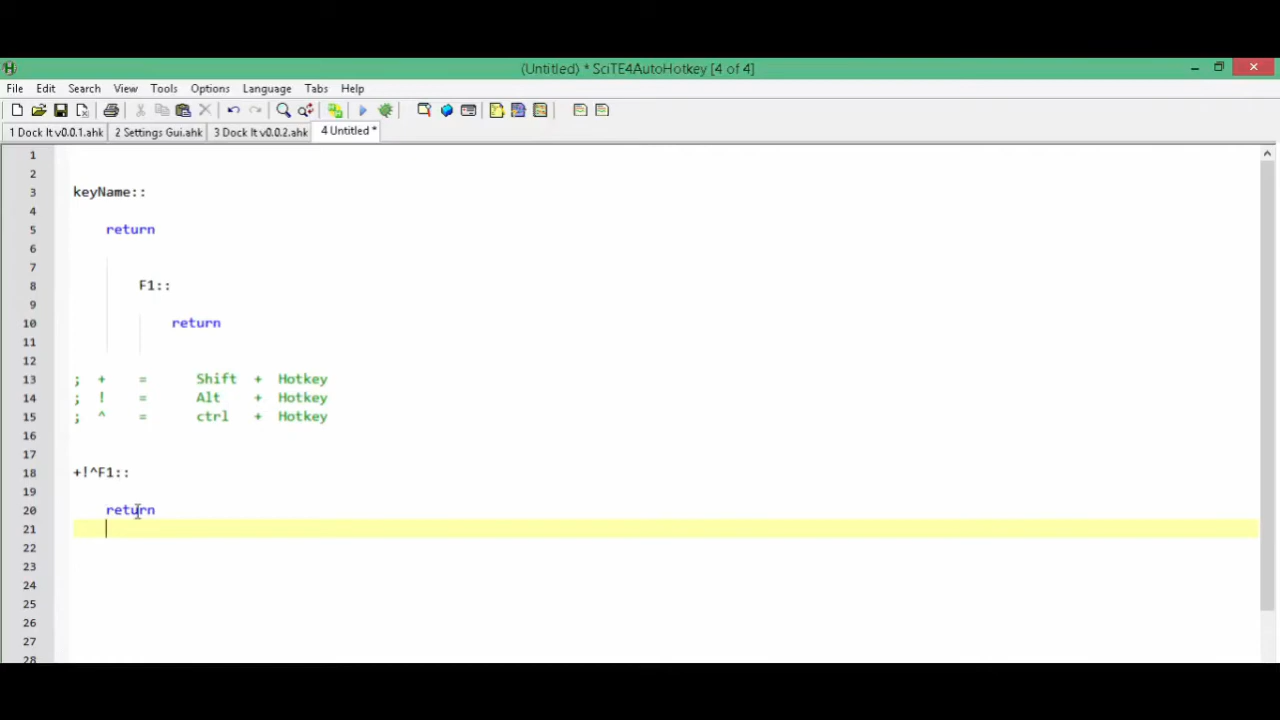 (Untitled) * SciTE4AutoHotkey [4 of 4]
File Edit Search View Tools Options Language Tabs Help
1 Dock It v0.0.1.ahk 2 Settings Gui.ahk 3 Dock It v0.0.2.ahk 4 Untitled *
1
2
3 keyName::
4
5 return
6
7
8 F1::
9
10 return
11
12
13 ; + = Shift + Hotkey
14 ; ! = Alt + Hotkey
15 ; ^ = ctrl + Hotkey
16
17
18 +!^F1::
19
20 return
21
22
23
24
25
26
27
28